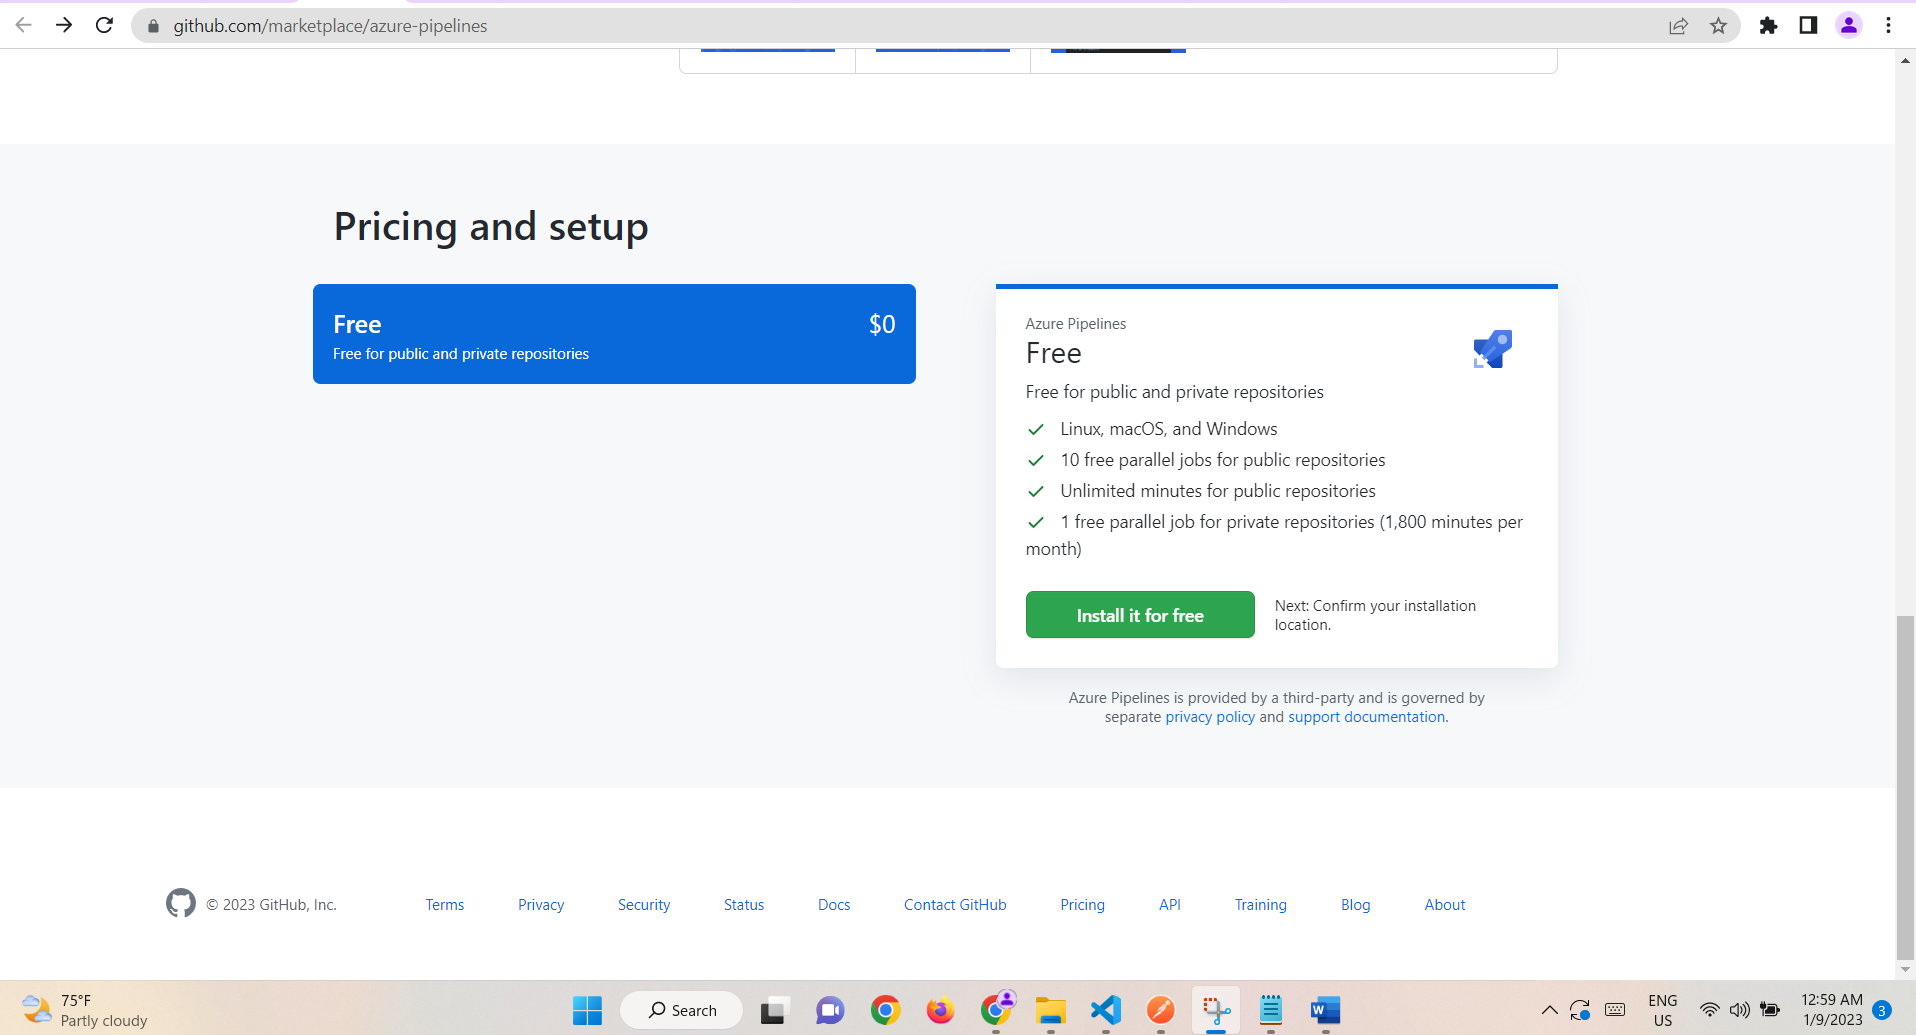 github.com/marketplace/azure-pipelines
Pricing and setup
Free
$0
Free for public and private repositories
Azure Pipelines
Free
Free for public and private repositories
Linux, macOS, and Windows
10 free parallel jobs for public repositories
Unlimited minutes for public repositories
1 free parallel job for private repositories (1,800 minutes per
month)
Install it for free
Next: Confirm your installation
location.
Azure Pipelines is provided by a third-party and is governed by
separate privacy policy and support documentation.
© 2023 GitHub, Inc.
Terms
Privacy
Security
Status
Docs
Contact GitHub
Pricing
API
Training
Blog
About
75°F
Partly cloudy
Search
ENG
US
12:59 AM
1/9/2023
3